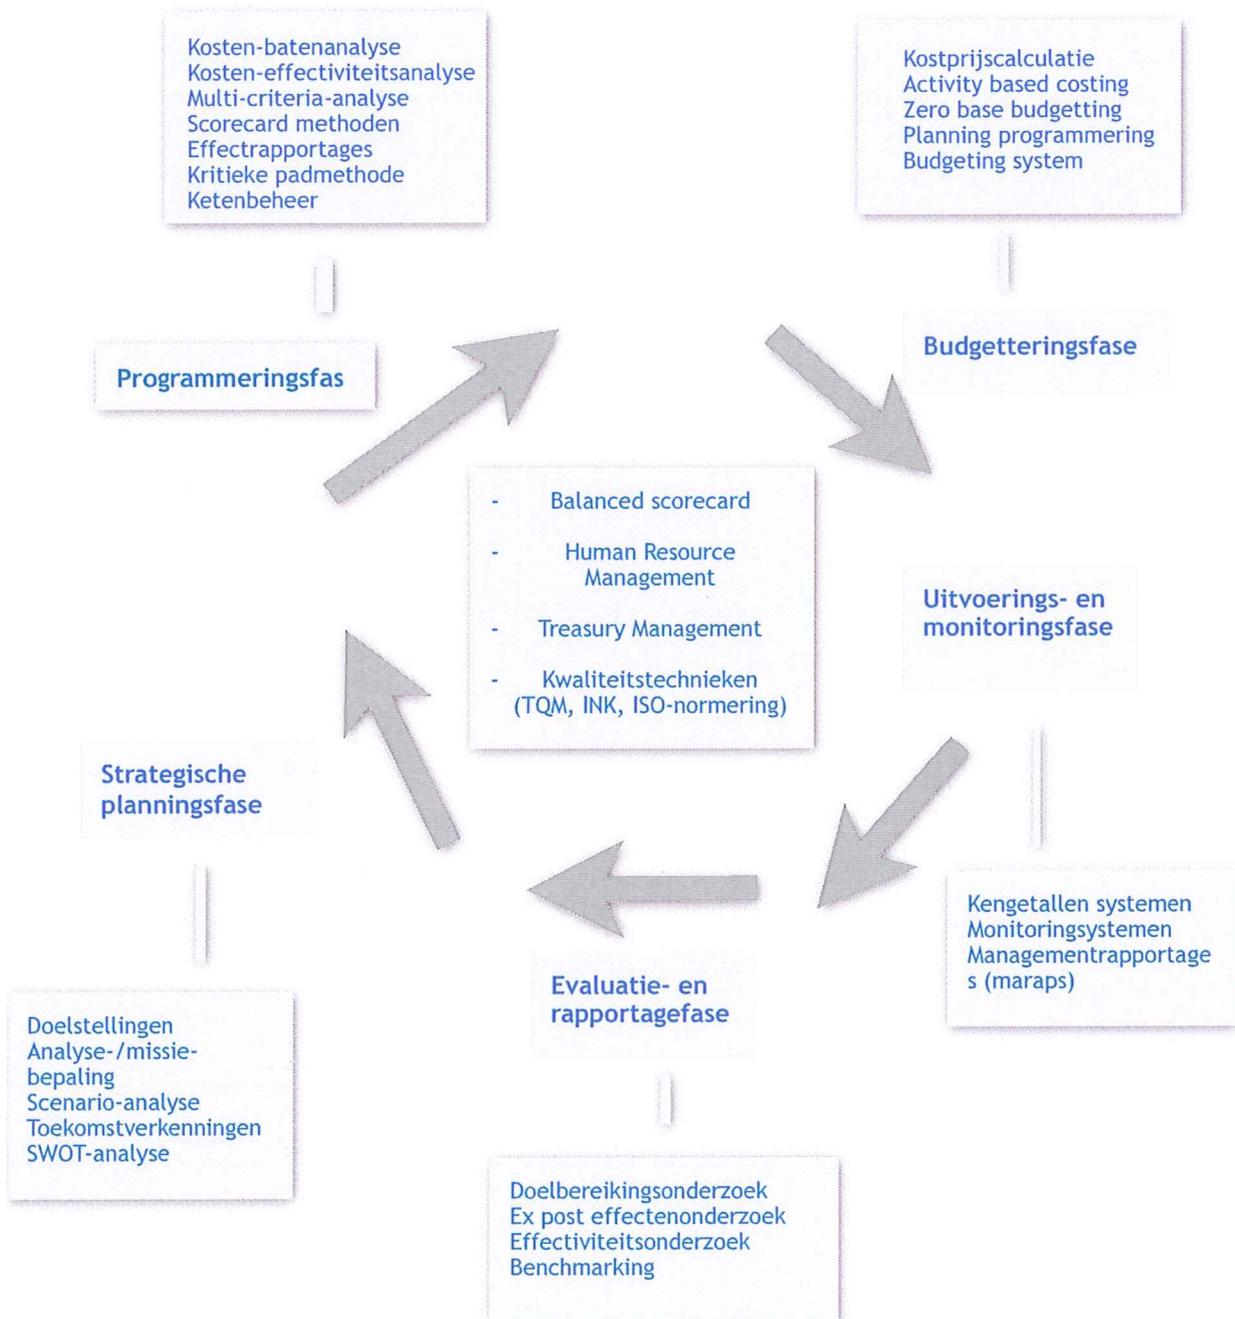 Kosten-batenanalyse
Kosten-effectiviteitsanalyse
Multi-criteria-analyse
Scorecard methoden
Effectrapportages
Kritieke padmethode
Ketenbeheer
Kostprijscalculatie
Activity based costing
Zero base budgetting
Planning programmering
Budgeting system
Programmeringsfas
Budgetteringsfase
- Balanced scorecard
- Human Resource
Management
- Treasury Management
- Kwaliteitstechnieken
(TQM, INK, ISO-normering)
Uitvoerings- en
monitoringsfase
Strategische
planningsfase
Kengetallen systemen
Monitoringsystemen
Managementrapportage
s (maraps)
Evaluatie- en
rapportagefase
Doelstellingen
Analyse-/missie-
bepaling
Scenario-analyse
Toekomstverkenningen
SWOT-analyse
Doelbereikingsonderzoek
Ex post effectenonderzoek
Effectiviteitsonderzoek
Benchmarking